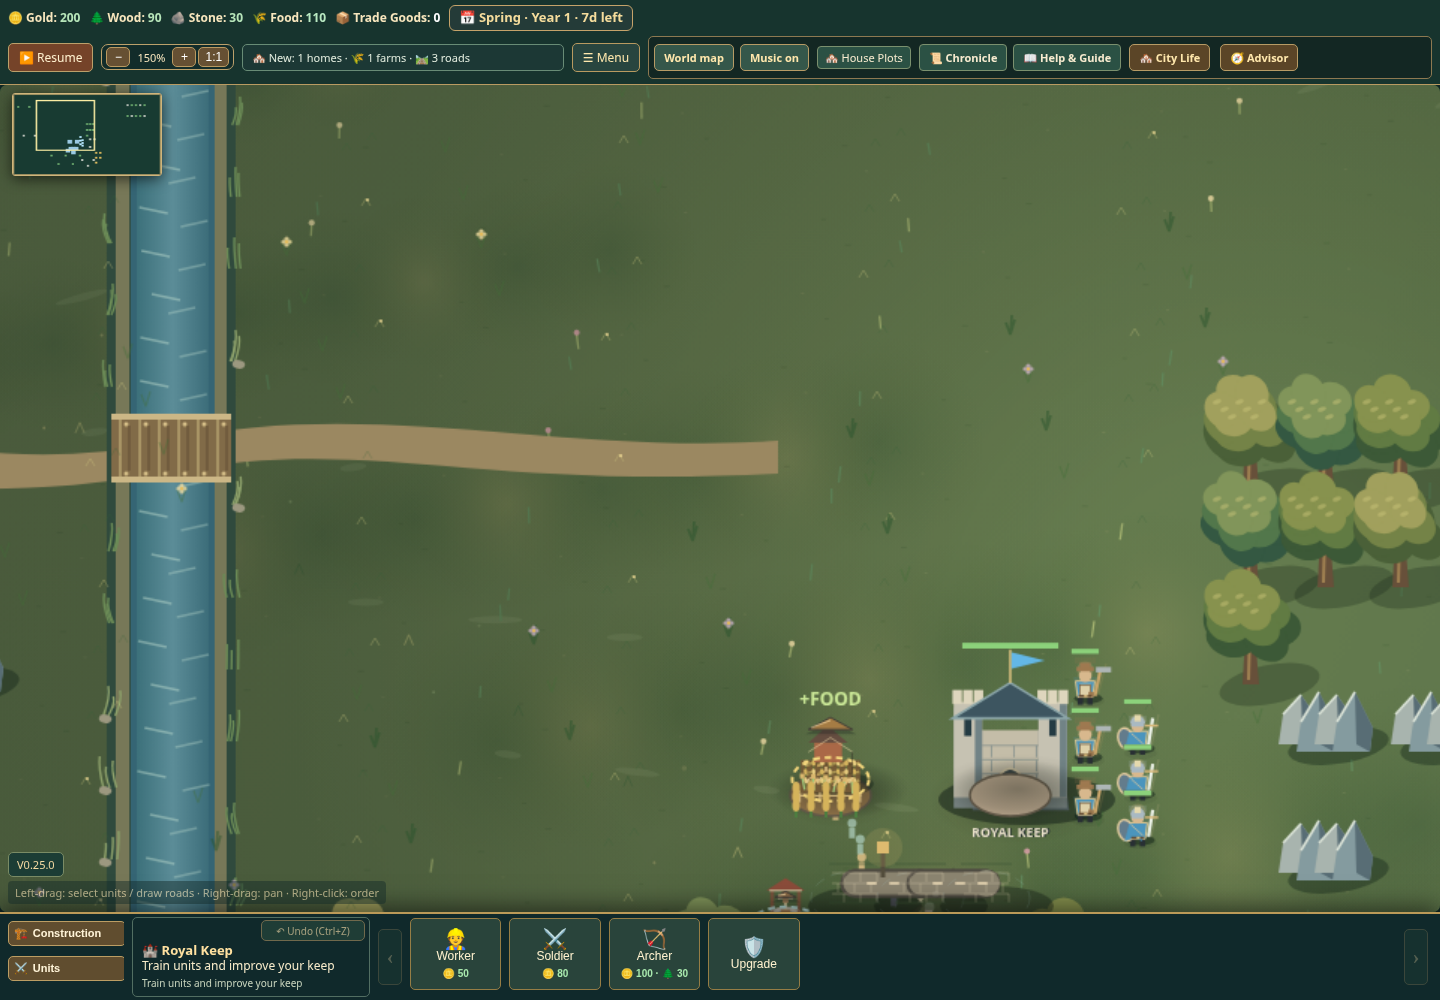 Gold: 200 Wood: 90 Stone: 30 Food: 110 Trade Goods: 0 Spring · Year 1 · 7d left
Resume − 150% + 1:1 New: 1 homes · 1 farms · 3 roads ☰ Menu World map Music on House Plots Chronicle Help & Guide City Life Advisor
+FOOD
ROYAL KEEP
V0.25.0
Left-drag: select units / draw roads · Right-drag: pan · Right-click: order
Construction
Units
↶ Undo (Ctrl+Z)
Royal Keep
Train units and improve your keep
Train units and improve your keep
‹
Worker
50
Soldier
80
Archer
100 · 30
Upgrade
›